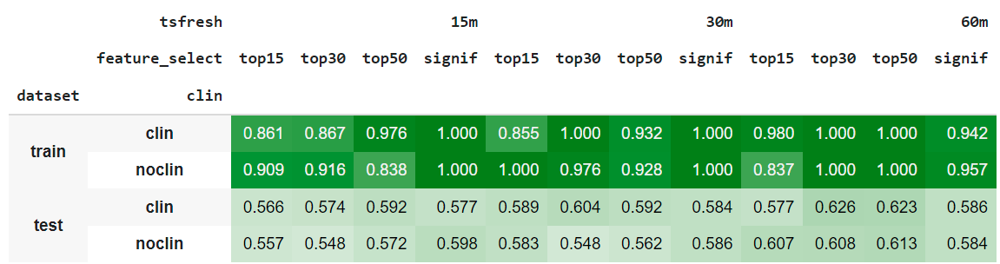 tsfresh 15m 30m 60m
feature_select top15 top30 top50 signif top15 top30 top50 signif top15 top30 top50 signif
dataset clin
train clin 0.861 0.867 0.976 1.000 0.855 1.000 0.932 1.000 0.980 1.000 1.000 0.942
noclin 0.909 0.916 0.838 1.000 1.000 0.976 0.928 1.000 0.837 1.000 1.000 0.957
test clin 0.566 0.574 0.592 0.577 0.589 0.604 0.592 0.584 0.577 0.626 0.623 0.586
noclin 0.557 0.548 0.572 0.598 0.583 0.548 0.562 0.586 0.607 0.608 0.613 0.584